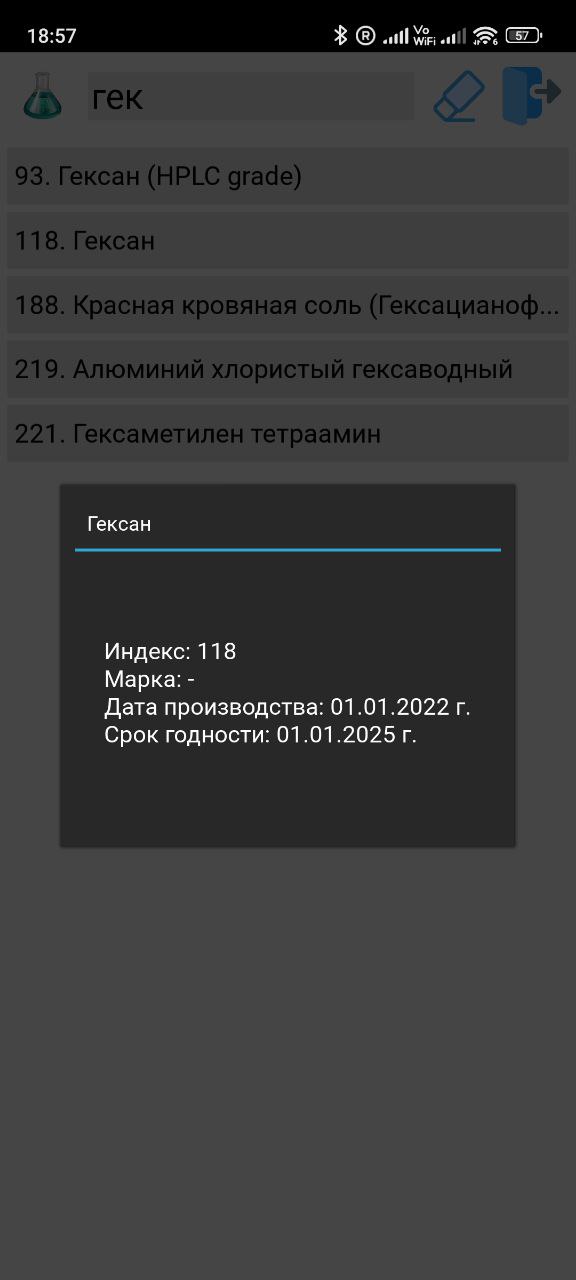 18:57
R
Vo
WiFi
6
57
гек
93. Гексан (HPLC grade)
118. Гексан
188. Красная кровяная соль (Гексацианоф...
219. Алюминий хлористый гексаводный
221. Гексаметилен тетраамин
Гексан
Индекс: 118
Марка: -
Дата производства: 01.01.2022 г.
Срок годности: 01.01.2025 г.